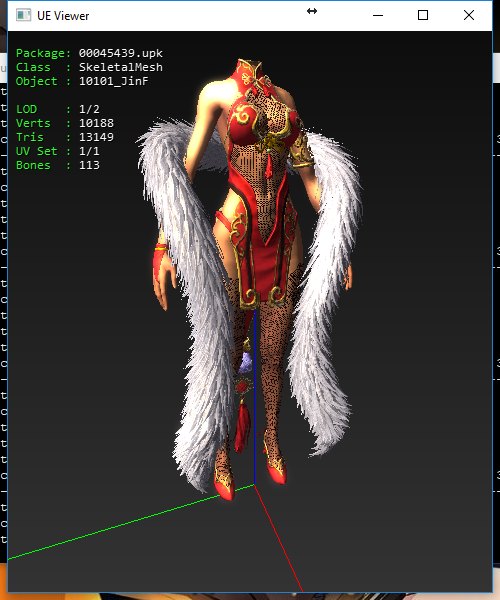 UE Viewer
Package: 00045439.upk
Class : SkeletalMesh
Object : 10101_JinF
LOD : 1/2
Verts : 10188
Tris : 13149
UV Set : 1/1
Bones : 113